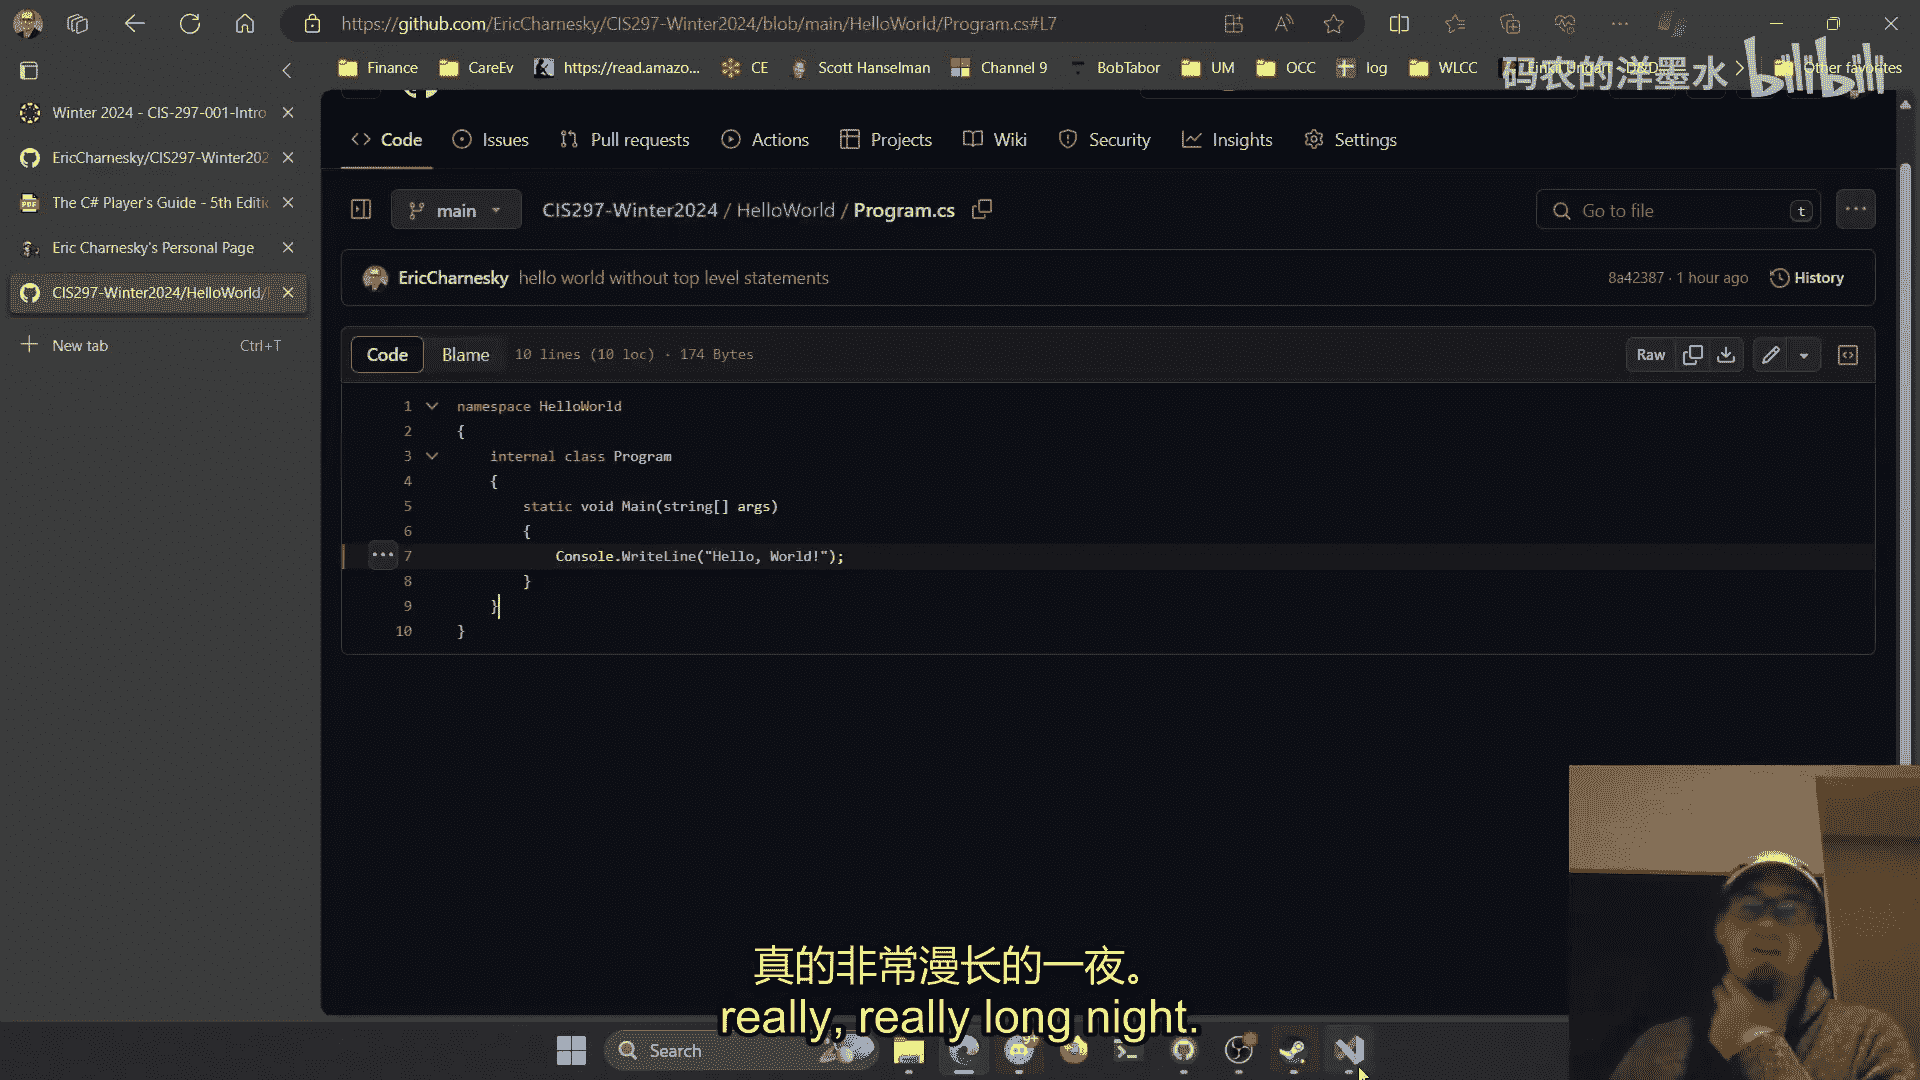 https://github.com/EricCharnesky/CIS297-Winter2024/blob/main/HelloWorld/Program.cs#L7
Finance
CareEv
https://read.amazo...
CE
Scott Hanselman
Channel 9
BobTabor
UM
OCC
log
WLCC
Other favorites
码农的洋墨水
bilibili
Winter 2024 - CIS-297-001-Intro
EricCharnesky/CIS297-Winter202
The C# Player's Guide - 5th Editi
Eric Charnesky's Personal Page
CIS297-Winter2024/HelloWorld/
New tab
Ctrl+T
Code
Issues
Pull requests
Actions
Projects
Wiki
Security
Insights
Settings
main
CIS297-Winter2024 / HelloWorld / Program.cs
Go to file
t
EricCharnesky hello world without top level statements
8a42387 · 1 hour ago
History
Code
Blame
10 lines (10 loc) · 174 Bytes
Raw
1 namespace HelloWorld
2 {
3 internal class Program
4 {
5 static void Main(string[] args)
6 {
7 Console.WriteLine("Hello, World!");
8 }
9 }
10 }
真的非常漫长的一夜。
really, really long night.
Search